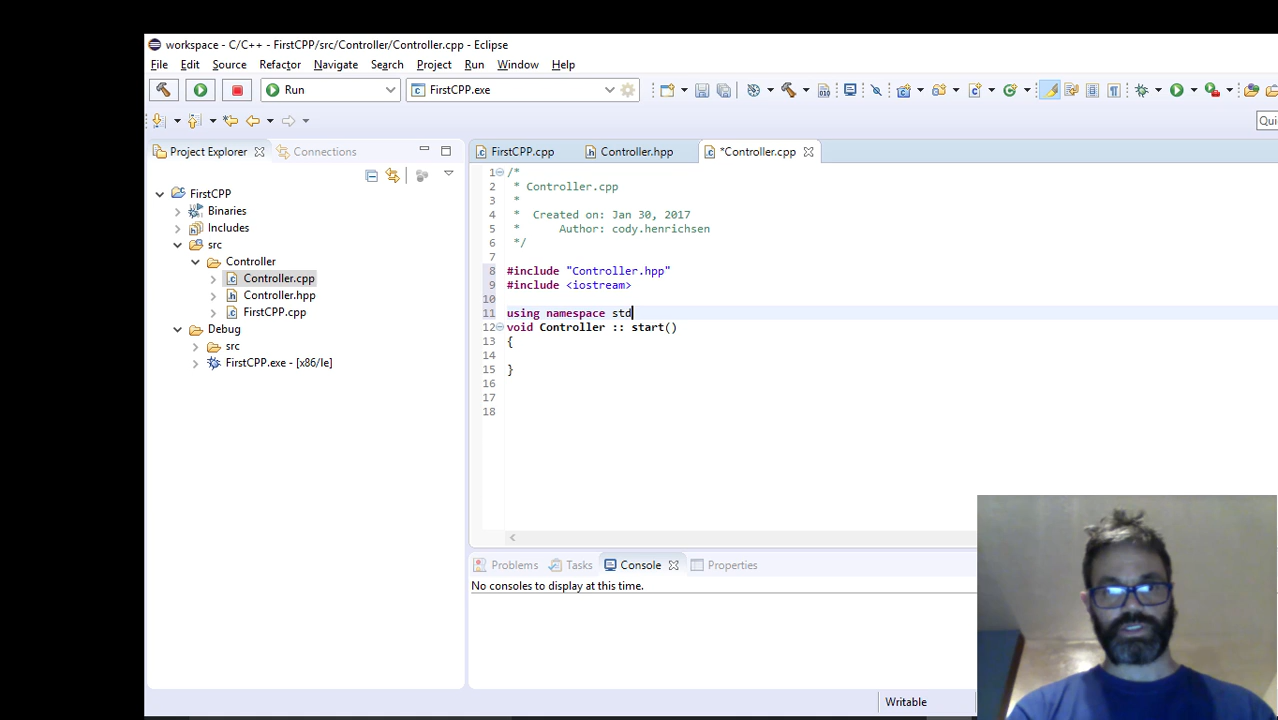 workspace - C/C++ - FirstCPP/src/Controller/Controller.cpp - Eclipse
File Edit Source Refactor Navigate Search Project Run Window Help
Run FirstCPP.exe
Project Explorer Connections FirstCPP.cpp Controller.hpp *Controller.cpp
FirstCPP
Binaries
Includes
src
Controller
Controller.cpp
Controller.hpp
FirstCPP.cpp
Debug
src
FirstCPP.exe - [x86/le]
1 /*
2 * Controller.cpp
3 *
4 * Created on: Jan 30, 2017
5 * Author: cody.henrichsen
6 */
7
8 #include "Controller.hpp"
9 #include <iostream>
10
11 using namespace std
12 void Controller :: start()
13 {
14
15 }
16
17
18
Problems Tasks Console Properties
No consoles to display at this time.
Writable